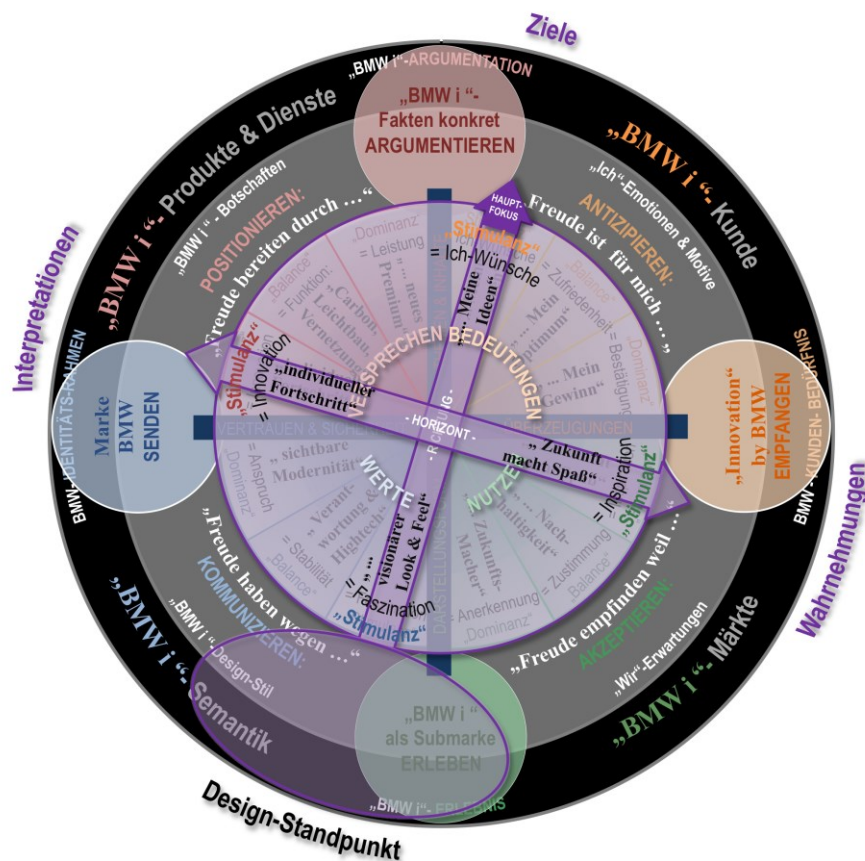 Ziele
„BMW i“-ARGUMENTATION
„BMW i “-
Fakten konkret
ARGUMENTIEREN
„BMW i“- Produkte & Dienste
„BMW i“- Kunde
„BMW i“ - Botschaften
„Ich“-Emotionen & Motive
POSITIONIEREN:
ANTIZIPIEREN:
„Freude bereiten durch …“
„Freude ist für mich … „
HAUPT-
FOKUS
„Stimulanz“
= Ich-Wünsche
„ … Meine
Ideen“
„Dominanz“
= Leistung
„ … neues
Premium“
„Balance“
= Funktion:
„Carbon,
Leichtbau,
Vernetzung“
„Balance“
= Zufriedenheit
„ … Mein
Optimum“
„Dominanz“
= Bestätigung
„ … Mein
Gewinn“
Interpretationen
„Stimulanz“
= Innovation
„individueller
Fortschritt“
VERSPRECHEN
BEDEUTUNGEN
BMW-IDENTITÄTS-RAHMEN
Marke
BMW
SENDEN
VERTRAUEN &
- HORIZONT -
ÜBERZEUGUNGEN
„Innovation“
by BMW
EMPFANGEN
BMW - KUNDEN- BEDÜRFNIS
„ Zukunft
macht Spaß“
= Inspiration
„Stimulanz“
WERTE
NUTZEN
„Dominanz“
= Anspruch
„ sichtbare
Modernität“
„ … Verant-
wortung &
Hightech“
= Stabilität
„Balance“
„ …
visionärer
Look & Feel“
= Faszination
„Stimulanz“
„ … Nach-
haltigkeit“
= Zustimmung
„Balance“
Zukunfts-
Macher“
= Anerkennung
„Dominanz“
Wahrnehmungen
„Freude haben wegen …“
KOMMUNIZIEREN:
„BMW i“-Design-Stil
„BMW i“- Semantik
„Freude empfinden weil …
AKZEPTIEREN:
„Wir“-Erwartungen
„BMW i“- Märkte
„BMW i “
als Submarke
ERLEBEN
„BMW i“- ERLEBNIS
Design-Standpunkt